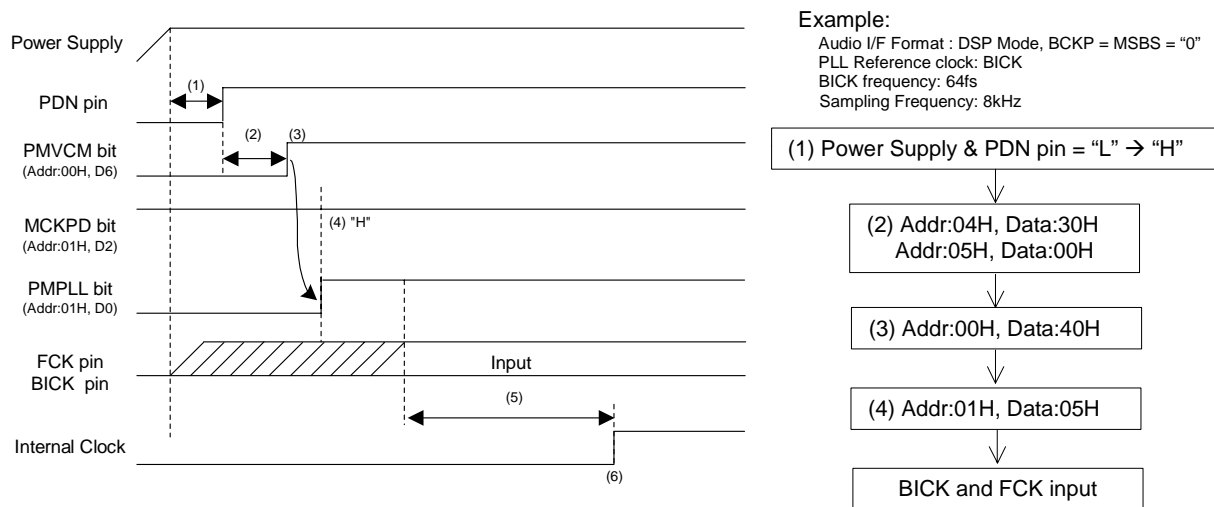 Power Supply
(1)
PDN pin
(2)
(3)
PMVCM bit
(Addr:00H, D6)
(4) "H"
MCKPD bit
(Addr:01H, D2)
PMPLL bit
(Addr:01H, D0)
FCK pin
BICK pin
Input
(5)
Internal Clock
(6)
Example:
Audio I/F Format : DSP Mode, BCKP = MSBS = “0”
PLL Reference clock: BICK
BICK frequency: 64fs
Sampling Frequency: 8kHz
(1) Power Supply & PDN pin = “L” → “H”
(2) Addr:04H, Data:30H
Addr:05H, Data:00H
(3) Addr:00H, Data:40H
(4) Addr:01H, Data:05H
BICK and FCK input